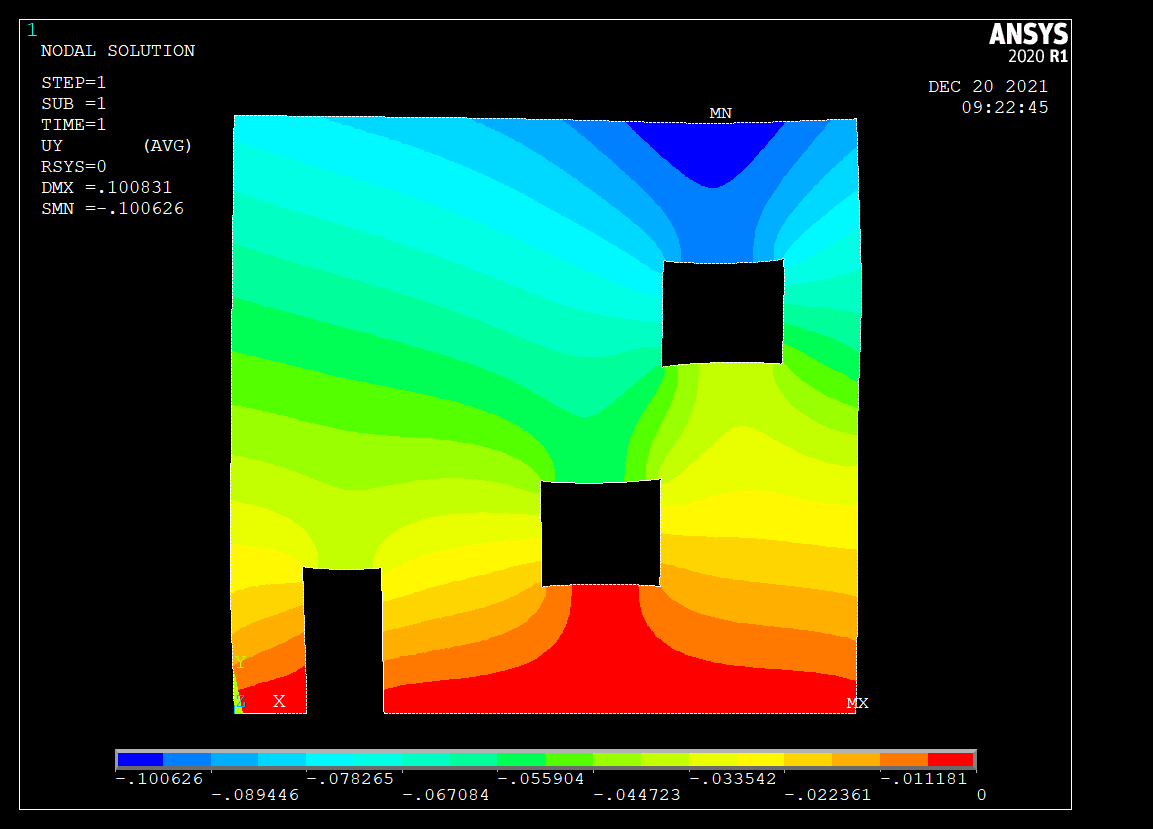 1
NODAL SOLUTION
STEP=1
SUB =1
TIME=1
UY (AVG)
RSYS=0
DMX =.100831
SMN =-.100626
ANSYS
2020 R1
DEC 20 2021
09:22:45
MN
Y
Z X
MX
-.100626 -.078265 -.055904 -.033542 -.011181
-.089446 -.067084 -.044723 -.022361 0